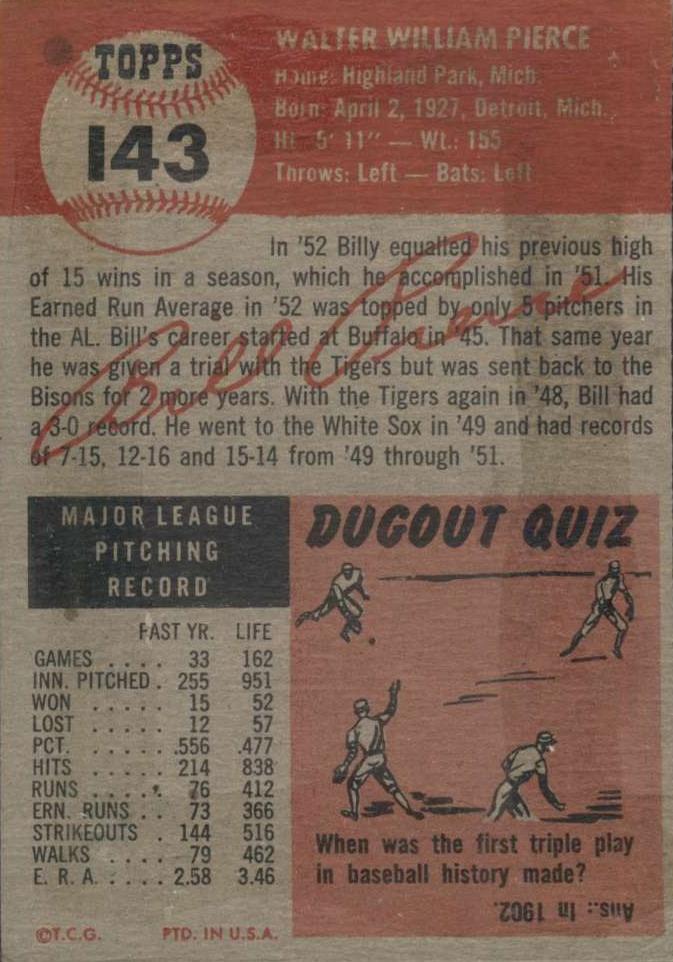 TOPPS
143
WALTER WILLIAM PIERCE
Home: Highland Park, Mich.
Born: April 2, 1927, Detroit, Mich.
Ht. 5' 11" — Wt.: 155
Throws: Left — Bats: Left
In '52 Billy equalled his previous high
of 15 wins in a season, which he accomplished in '51. His
Earned Run Average in '52 was topped by only 5 pitchers in
the AL. Bill's career started at Buffalo in '45. That same year
he was given a trial with the Tigers but was sent back to the
Bisons for 2 more years. With the Tigers again in '48, Bill had
a 3-0 record. He went to the White Sox in '49 and had records
of 7-15, 12-16 and 15-14 from '49 through '51.
Bill Pierce
MAJOR LEAGUE
PITCHING
RECORD
PAST YR. LIFE
GAMES . . . . 33 162
INN. PITCHED . 255 951
WON . . . . . 15 52
LOST . . . . . 12 57
PCT. . . . . . .556 .477
HITS . . . . . 214 838
RUNS . . . . . 76 412
ERN. RUNS . . 73 366
STRIKEOUTS . 144 516
WALKS . . . . 79 462
E. R. A. . . . . 2.58 3.46
©T.C.G. PTD. IN U.S.A.
DUGOUT QUIZ
When was the first triple play
in baseball history made?
Ans.: In 1902.